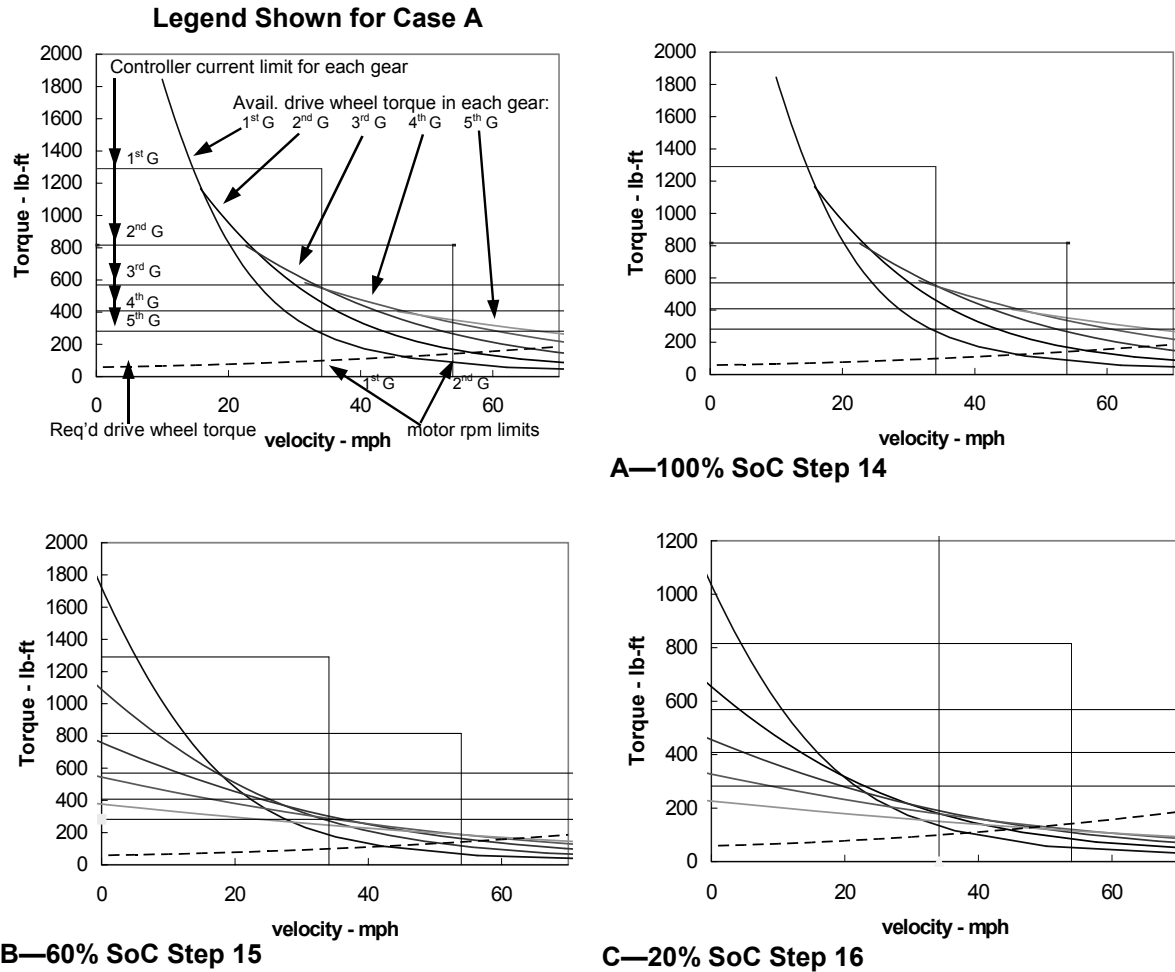 Legend Shown for Case A
2000
1800
1600
1400
1200
1000
800
600
400
200
0
Torque - lb-ft
Controller current limit for each gear
Avail. drive wheel torque in each gear:
1st G 2nd G 3rd G 4th G 5th G
1st G
2nd G
3rd G
4th G
5th G
1st G 2nd G
0 20 40 60
Req'd drive wheel torque
velocity - mph
motor rpm limits
2000
1800
1600
1400
1200
1000
800
600
400
200
0
Torque - lb-ft
0 20 40 60
velocity - mph
A—100% SoC Step 14
2000
1800
1600
1400
1200
1000
800
600
400
200
0
Torque - lb-ft
0 20 40 60
velocity - mph
B—60% SoC Step 15
1200
1000
800
600
400
200
0
Torque - lb-ft
0 20 40 60
velocity - mph
C—20% SoC Step 16